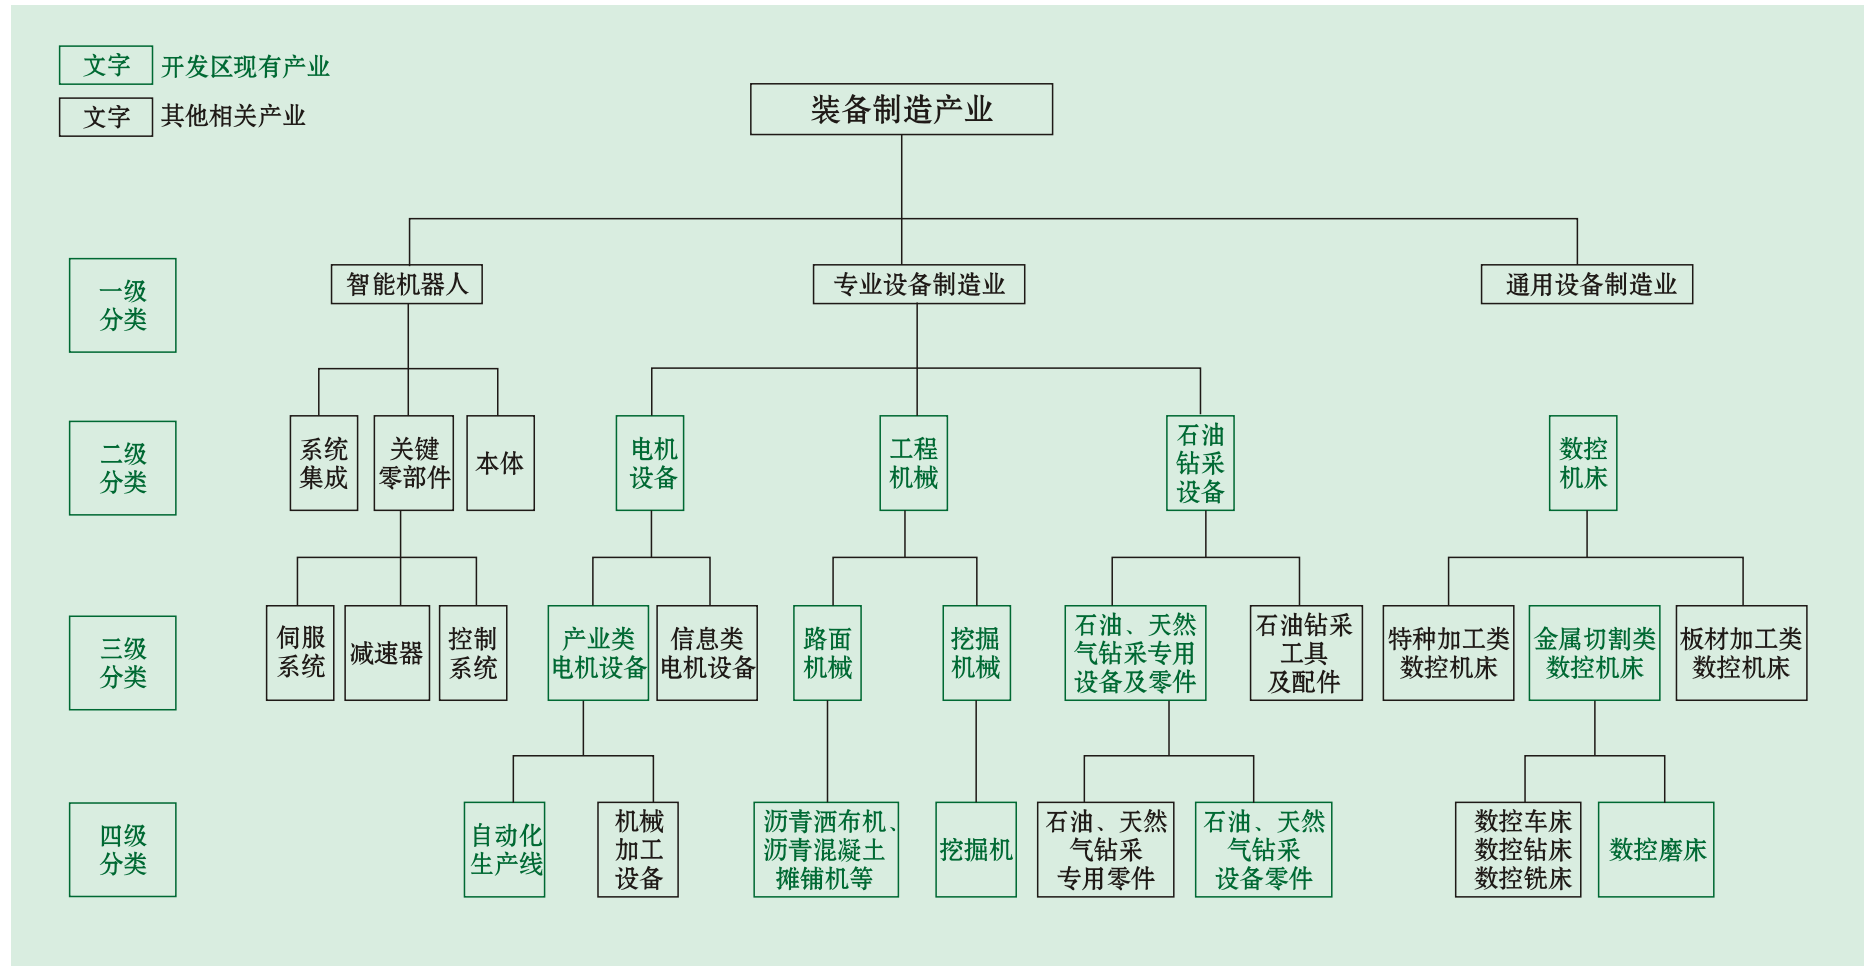 文字 开发区现有产业
文字 其他相关产业
装备制造产业
一级
分类
智能机器人
专业设备制造业
通用设备制造业
二级
分类
系统
集成
关键
零部件
本体
电机
设备
工程
机械
石油
钻采
设备
数控
机床
三级
分类
伺服
系统
减速器
控制
系统
产业类
电机设备
信息类
电机设备
路面
机械
挖掘
机械
石油、天然
气钻采专用
设备及零件
石油钻采
工具
及配件
特种加工类
数控机床
金属切割类
数控机床
板材加工类
数控机床
四级
分类
自动化
生产线
机械
加工
设备
沥青洒布机、
沥青混凝土
摊铺机等
挖掘机
石油、天然
气钻采
专用零件
石油、天然
气钻采
设备零件
数控车床
数控钻床
数控铣床
数控磨床